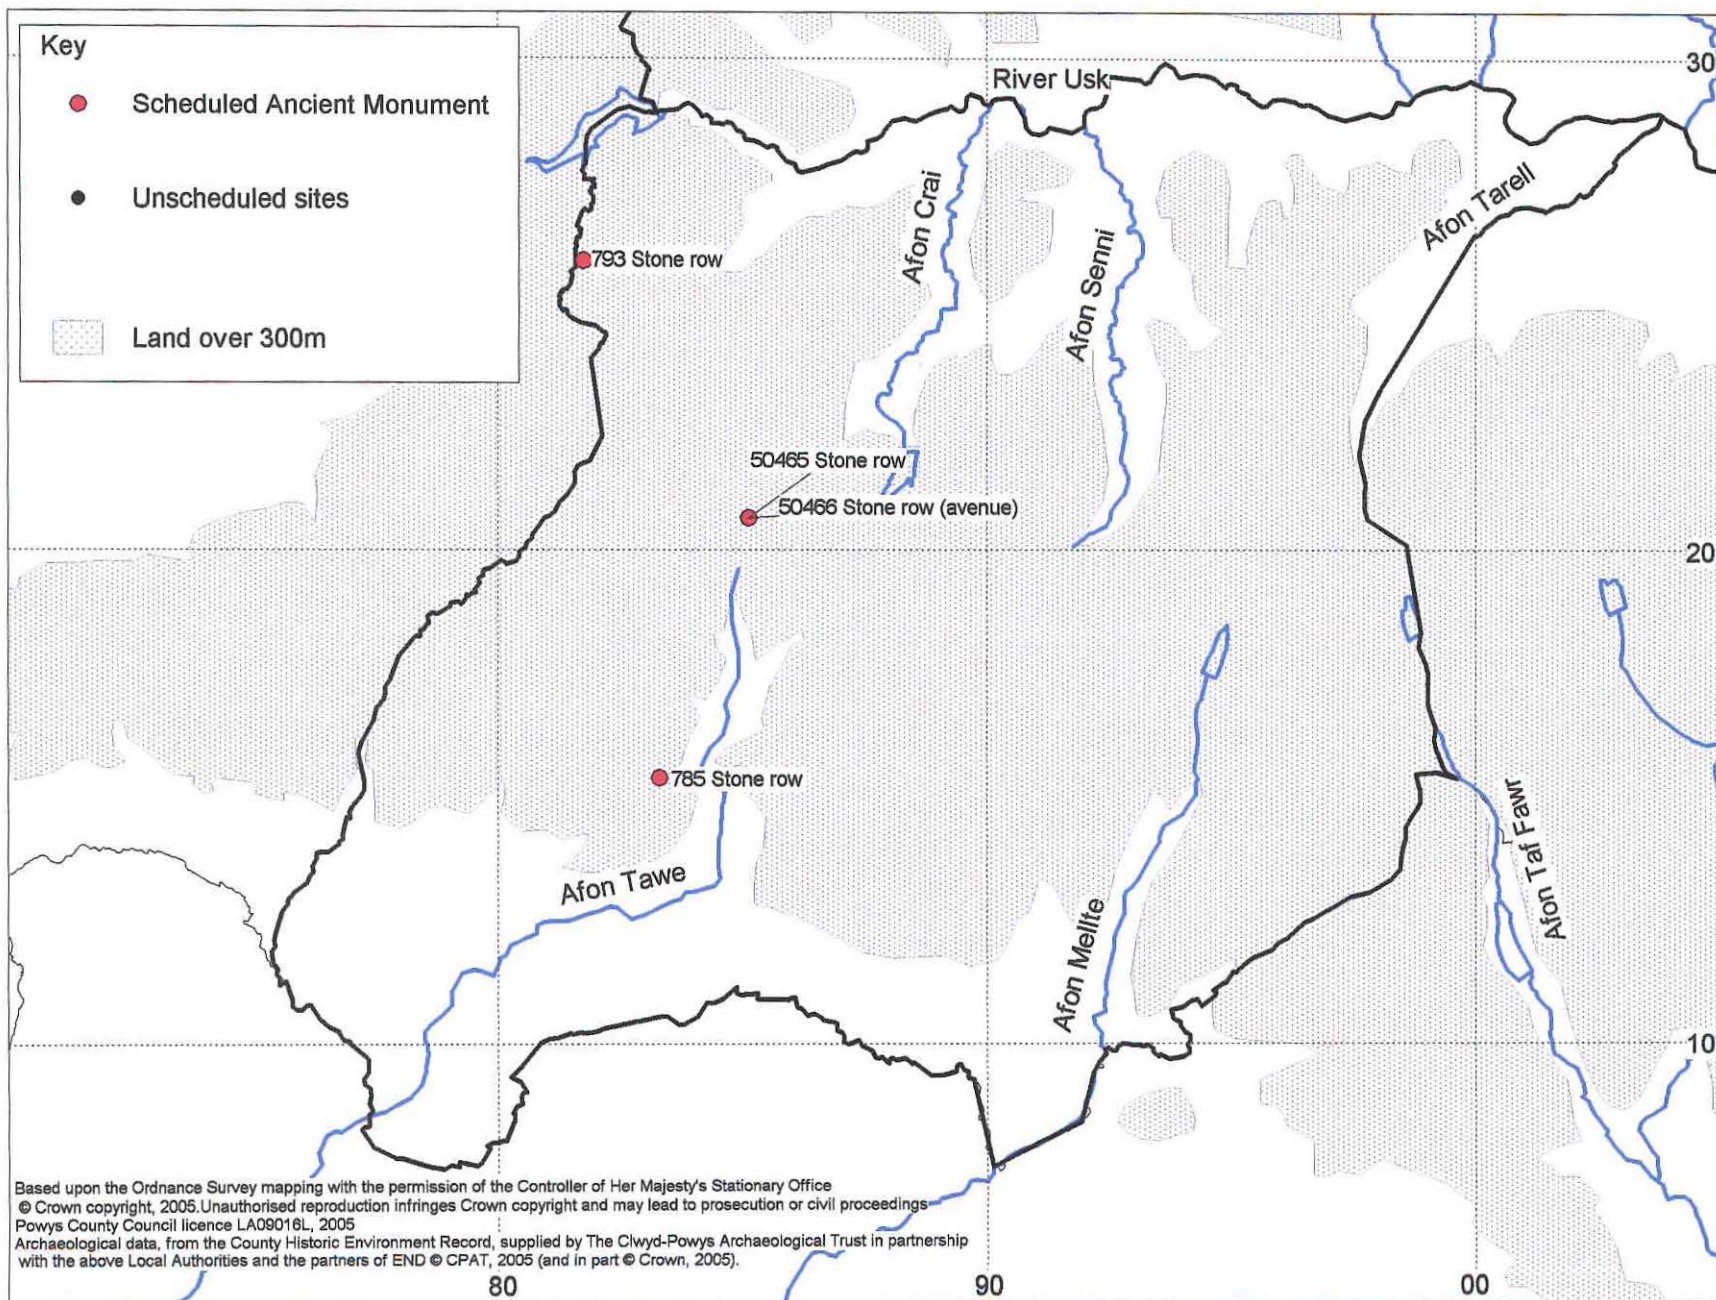 Key
Scheduled Ancient Monument
Unscheduled sites
Land over 300m
River Usk
30
Afon Crai
Afon Senni
Afon Tarell
793 Stone row
50465 Stone row
50466 Stone row (avenue)
20
785 Stone row
Afon Tawe
Afon Mellte
Afon Taf Fawr
10
Based upon the Ordnance Survey mapping with the permission of the Controller of Her Majesty's Stationary Office
© Crown copyright, 2005.Unauthorised reproduction infringes Crown copyright and may lead to prosecution or civil proceedings
Powys County Council licence LA09016L, 2005
Archaeological data, from the County Historic Environment Record, supplied by The Clwyd-Powys Archaeological Trust in partnership
with the above Local Authorities and the partners of END © CPAT, 2005 (and in part © Crown, 2005).
80
90
00